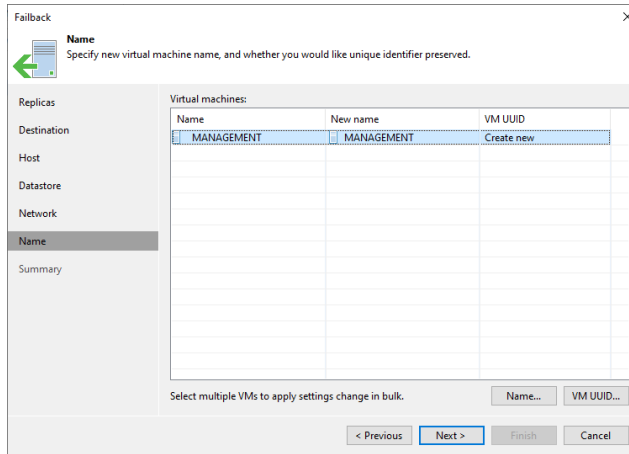 Failback
Name
Specify new virtual machine name, and whether you would like unique identifier preserved.
Replicas
Destination
Host
Datastore
Network
Name
Summary
Virtual machines:
Name New name VM UUID
MANAGEMENT MANAGEMENT Create new
Select multiple VMs to apply settings change in bulk.
Name... VM UUID...
< Previous Next > Finish Cancel